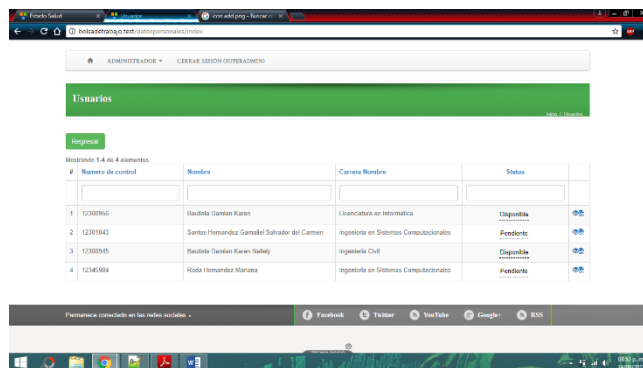 Estado Salud
Usuarios
icon add png - Buscar co
bolsadetrabajo.test/datospersonales/index
ADMINISTRADOR
CERRAR SESIÓN (SUPERADMIN)
Usuarios
Inicio / Usuarios
Regresar
Mostrando 1-4 de 4 elementos.
# Numero de control Nombre Carrera Nombre Status
1 Bautista Damian Karen Licenciatura en Informatica Disponible
2 12301043 Santos Hernandez Gamaliel Salvador del Carmen Ingenieria en Sistemas Computacionales Pendiente
3 12300945 Bautista Damian Karen Nallely Ingenieria Civil Disponible
4 12345984 Roda Hernandez Mariana Ingenieria en Sistemas Computacionales Pendiente
Permanezca conectado en las redes sociales
Facebook Twitter YouTube Google+ RSS